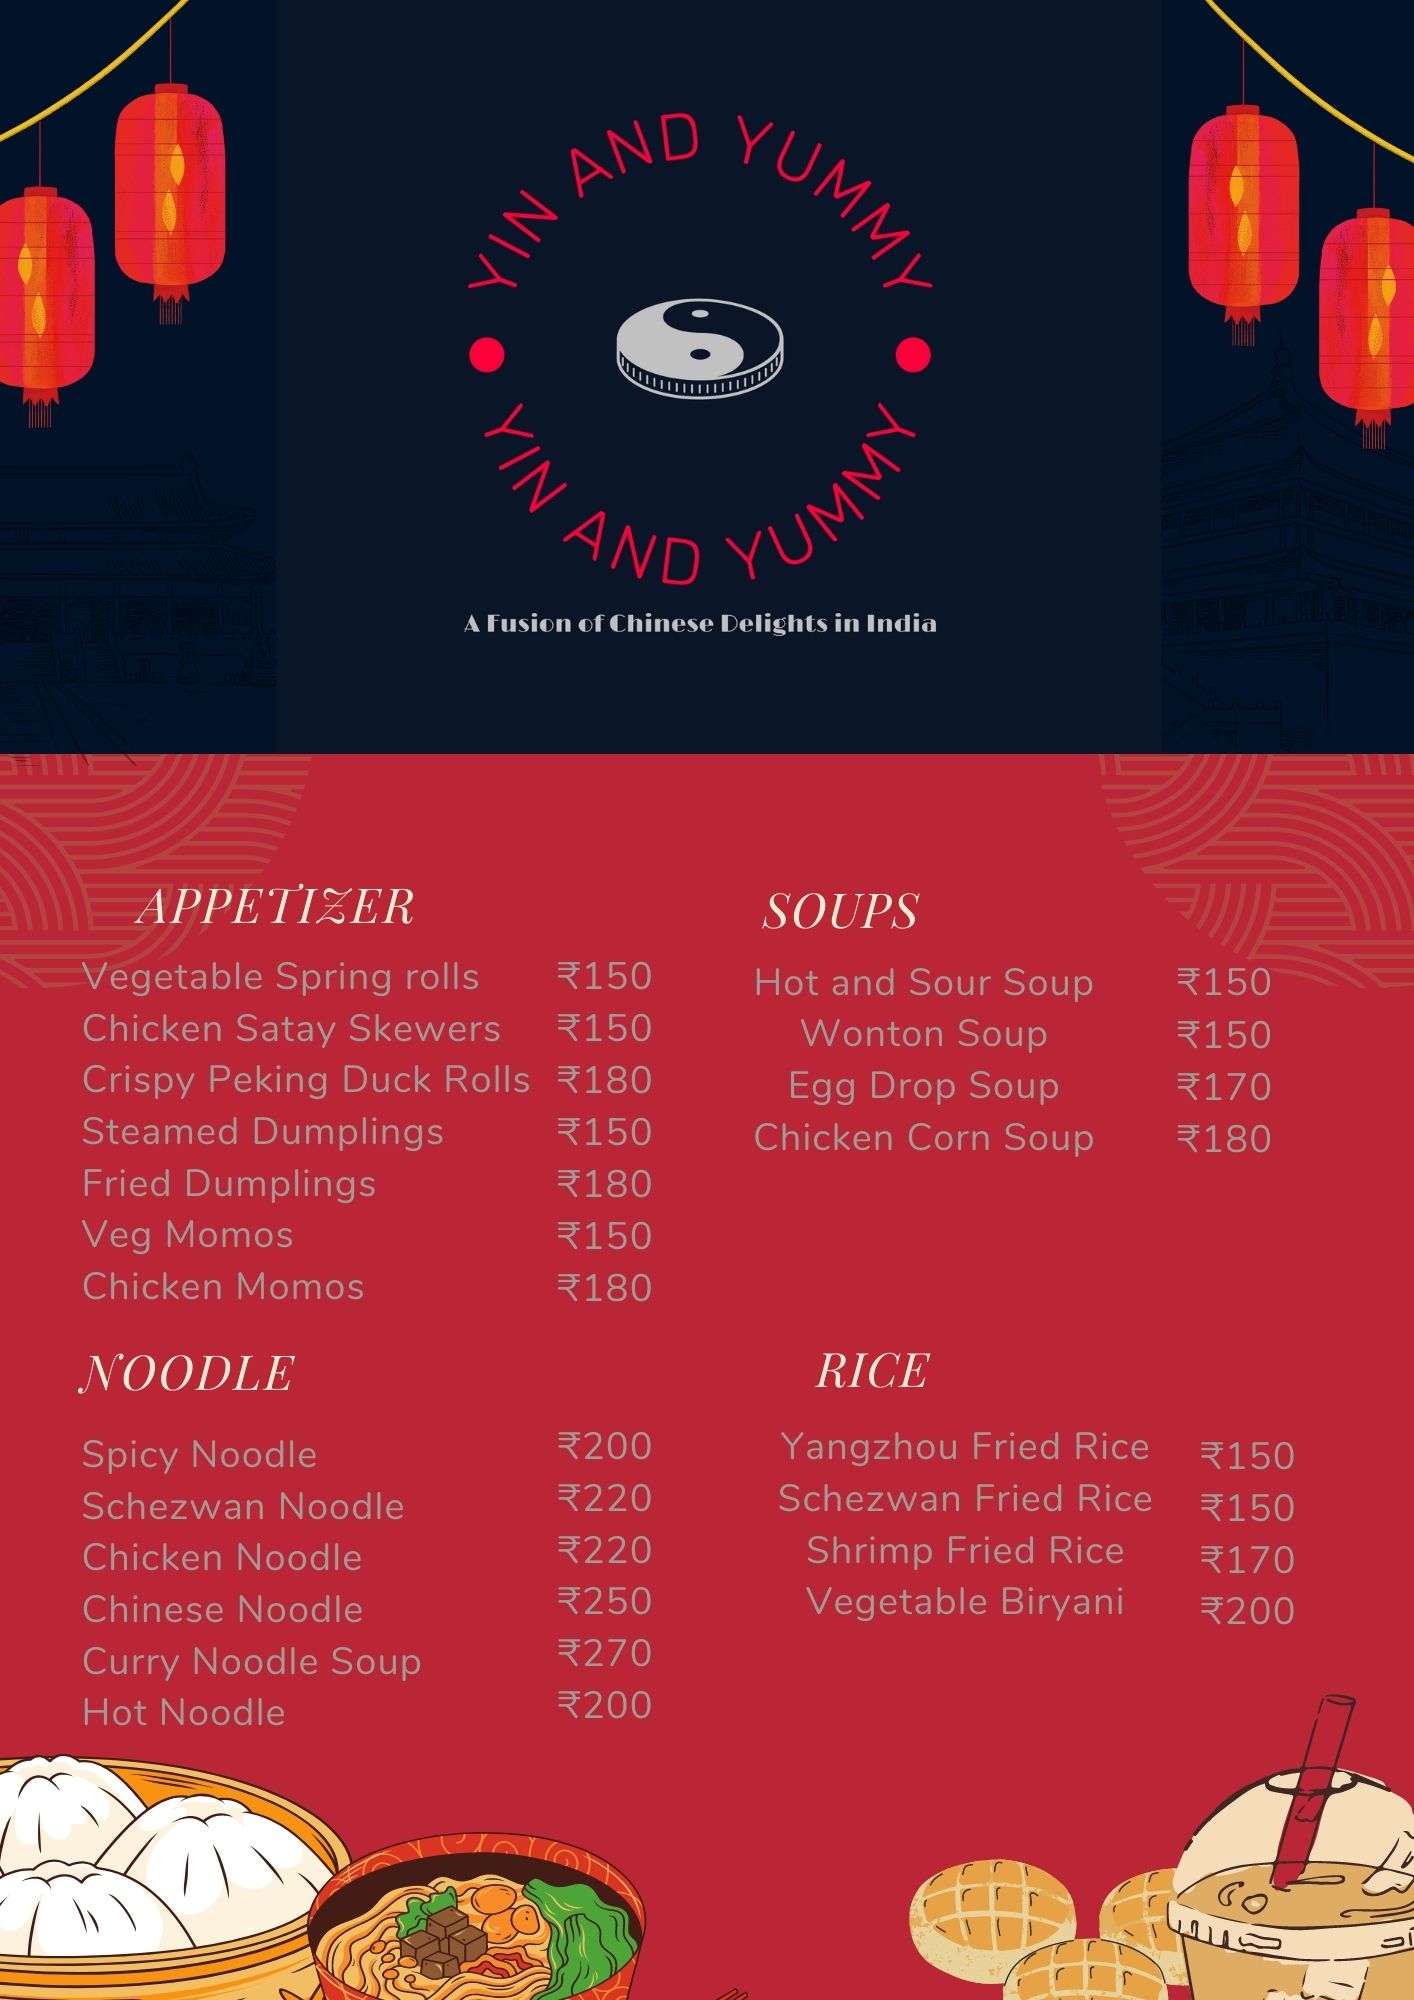 YIN AND YUMMY
YIN AND YUMMY
A Fusion of Chinese Delights in India
APPETIZER
Vegetable Spring rolls ₹150
Chicken Satay Skewers ₹150
Crispy Peking Duck Rolls ₹180
Steamed Dumplings ₹150
Fried Dumplings ₹180
Veg Momos ₹150
Chicken Momos ₹180
SOUPS
Hot and Sour Soup ₹150
Wonton Soup ₹150
Egg Drop Soup ₹170
Chicken Corn Soup ₹180
NOODLE
Spicy Noodle ₹200
Schezwan Noodle ₹220
Chicken Noodle ₹220
Chinese Noodle ₹250
Curry Noodle Soup ₹270
Hot Noodle ₹200
RICE
Yangzhou Fried Rice ₹150
Schezwan Fried Rice ₹150
Shrimp Fried Rice ₹170
Vegetable Biryani ₹200